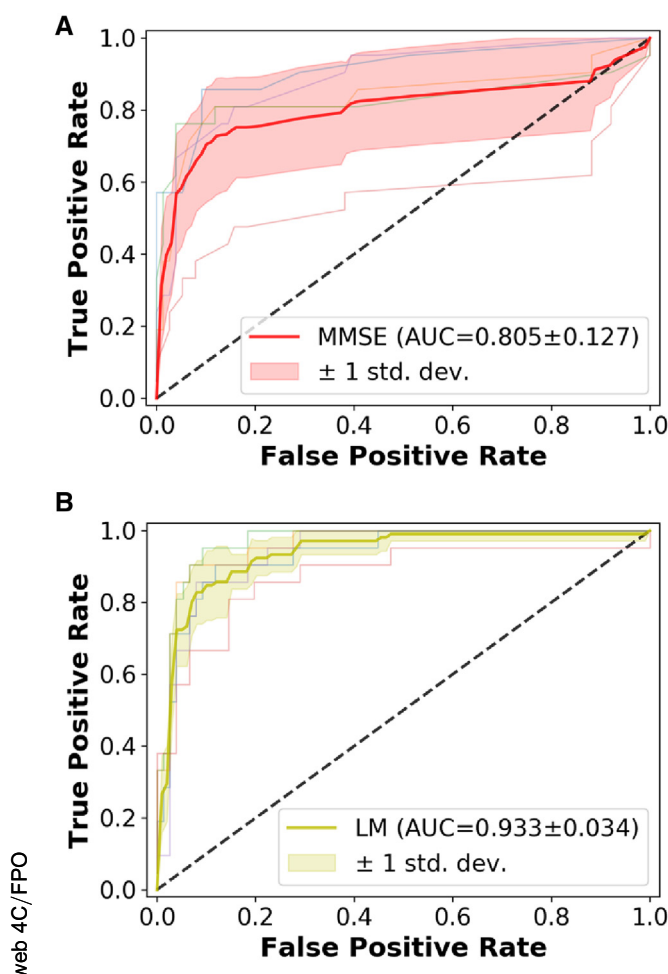 A
1.0
0.8
0.6
0.4
0.2
0.0
True Positive Rate
MMSE (AUC=0.805±0.127)
± 1 std. dev.
0.0 0.2 0.4 0.6 0.8 1.0
False Positive Rate
B
1.0
0.8
0.6
0.4
0.2
0.0
True Positive Rate
LM (AUC=0.933±0.034)
± 1 std. dev.
0.0 0.2 0.4 0.6 0.8 1.0
False Positive Rate
web 4C/FPO